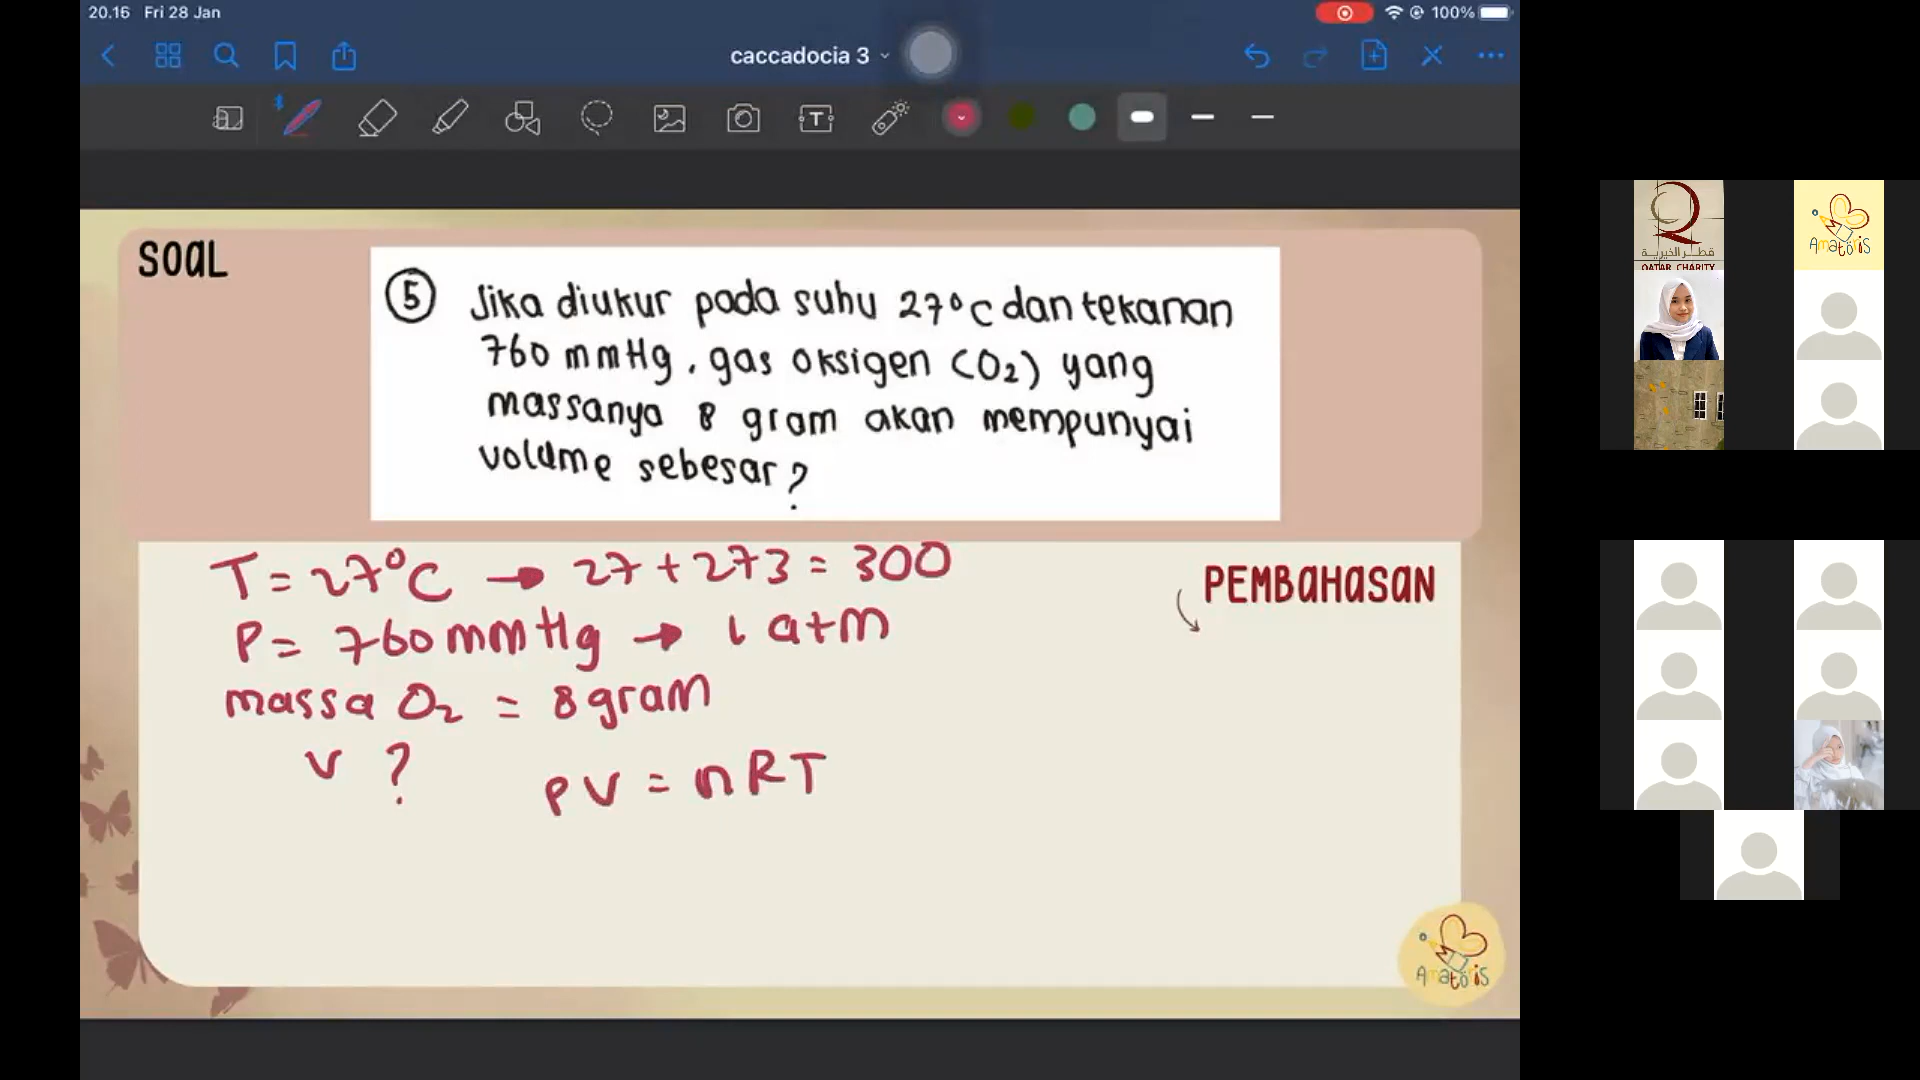 20.16 Fri 28 Jan
100%
caccadocia 3
T
SOAL
5 Jika diukur pada suhu 27°C dan tekanan
760 mmHg, gas oksigen (O₂) yang
massanya 8 gram akan mempunyai
volume sebesar?
PEMBAHASAN
T = 27°C → 27 + 273 = 300
P = 760 mmHg → 1 atm
massa O₂ = 8 gram
V ?
PV = nRT
Amatöris
قطر الخيرية
QATAR CHARITY
Amatöris